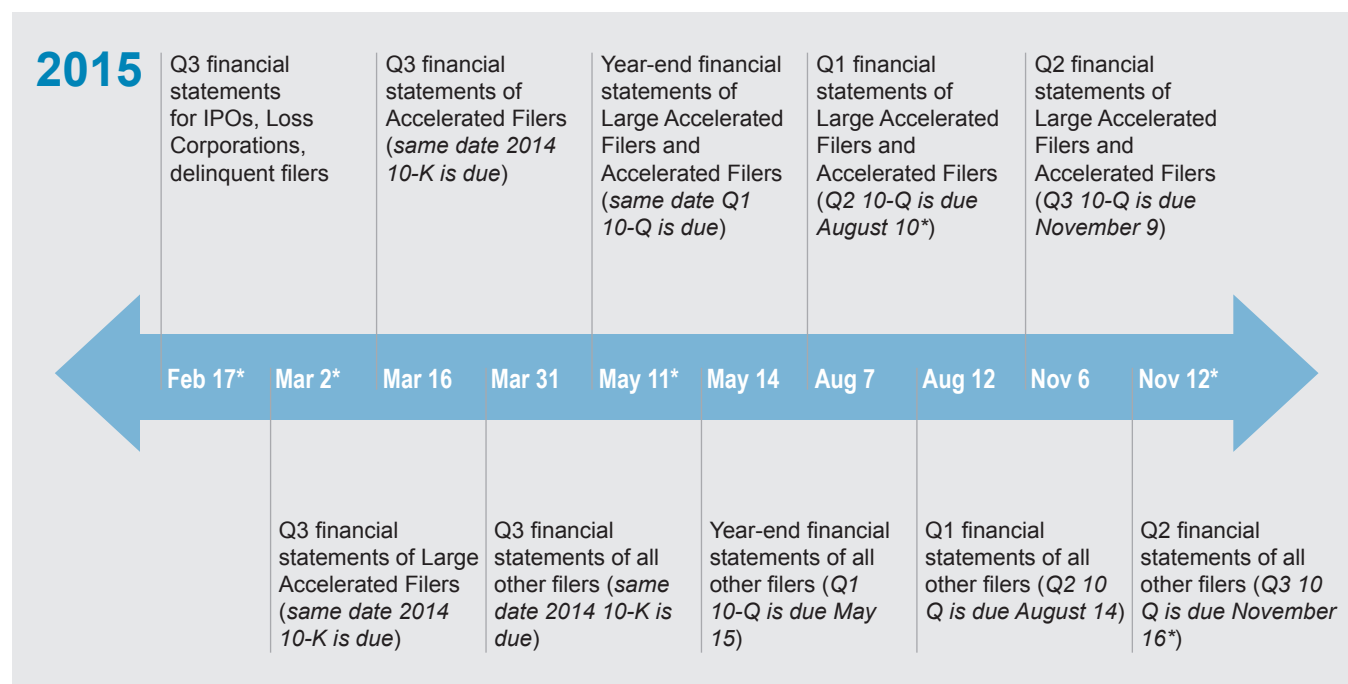 2015
Q3 financial
statements
for IPOs, Loss
Corporations,
delinquent filers
Q3 financial
statements of
Accelerated Filers
(same date 2014
10-K is due)
Year-end financial
statements of
Large Accelerated
Filers and
Accelerated Filers
(same date Q1
10-Q is due)
Q1 financial
statements of
Large Accelerated
Filers and
Accelerated Filers
(Q2 10-Q is due
August 10*)
Q2 financial
statements of
Large Accelerated
Filers and
Accelerated Filers
(Q3 10-Q is due
November 9)
Feb 17* Mar 2* Mar 16 Mar 31 May 11* May 14 Aug 7 Aug 12 Nov 6 Nov 12*
Q3 financial
statements of Large
Accelerated Filers
(same date 2014
10-K is due)
Q3 financial
statements of all
other filers (same
date 2014 10-K is
due)
Year-end financial
statements of all
other filers (Q1
10-Q is due May
15)
Q1 financial
statements of all
other filers (Q2 10
Q is due August 14)
Q2 financial
statements of all
other filers (Q3 10
Q is due November
16*)